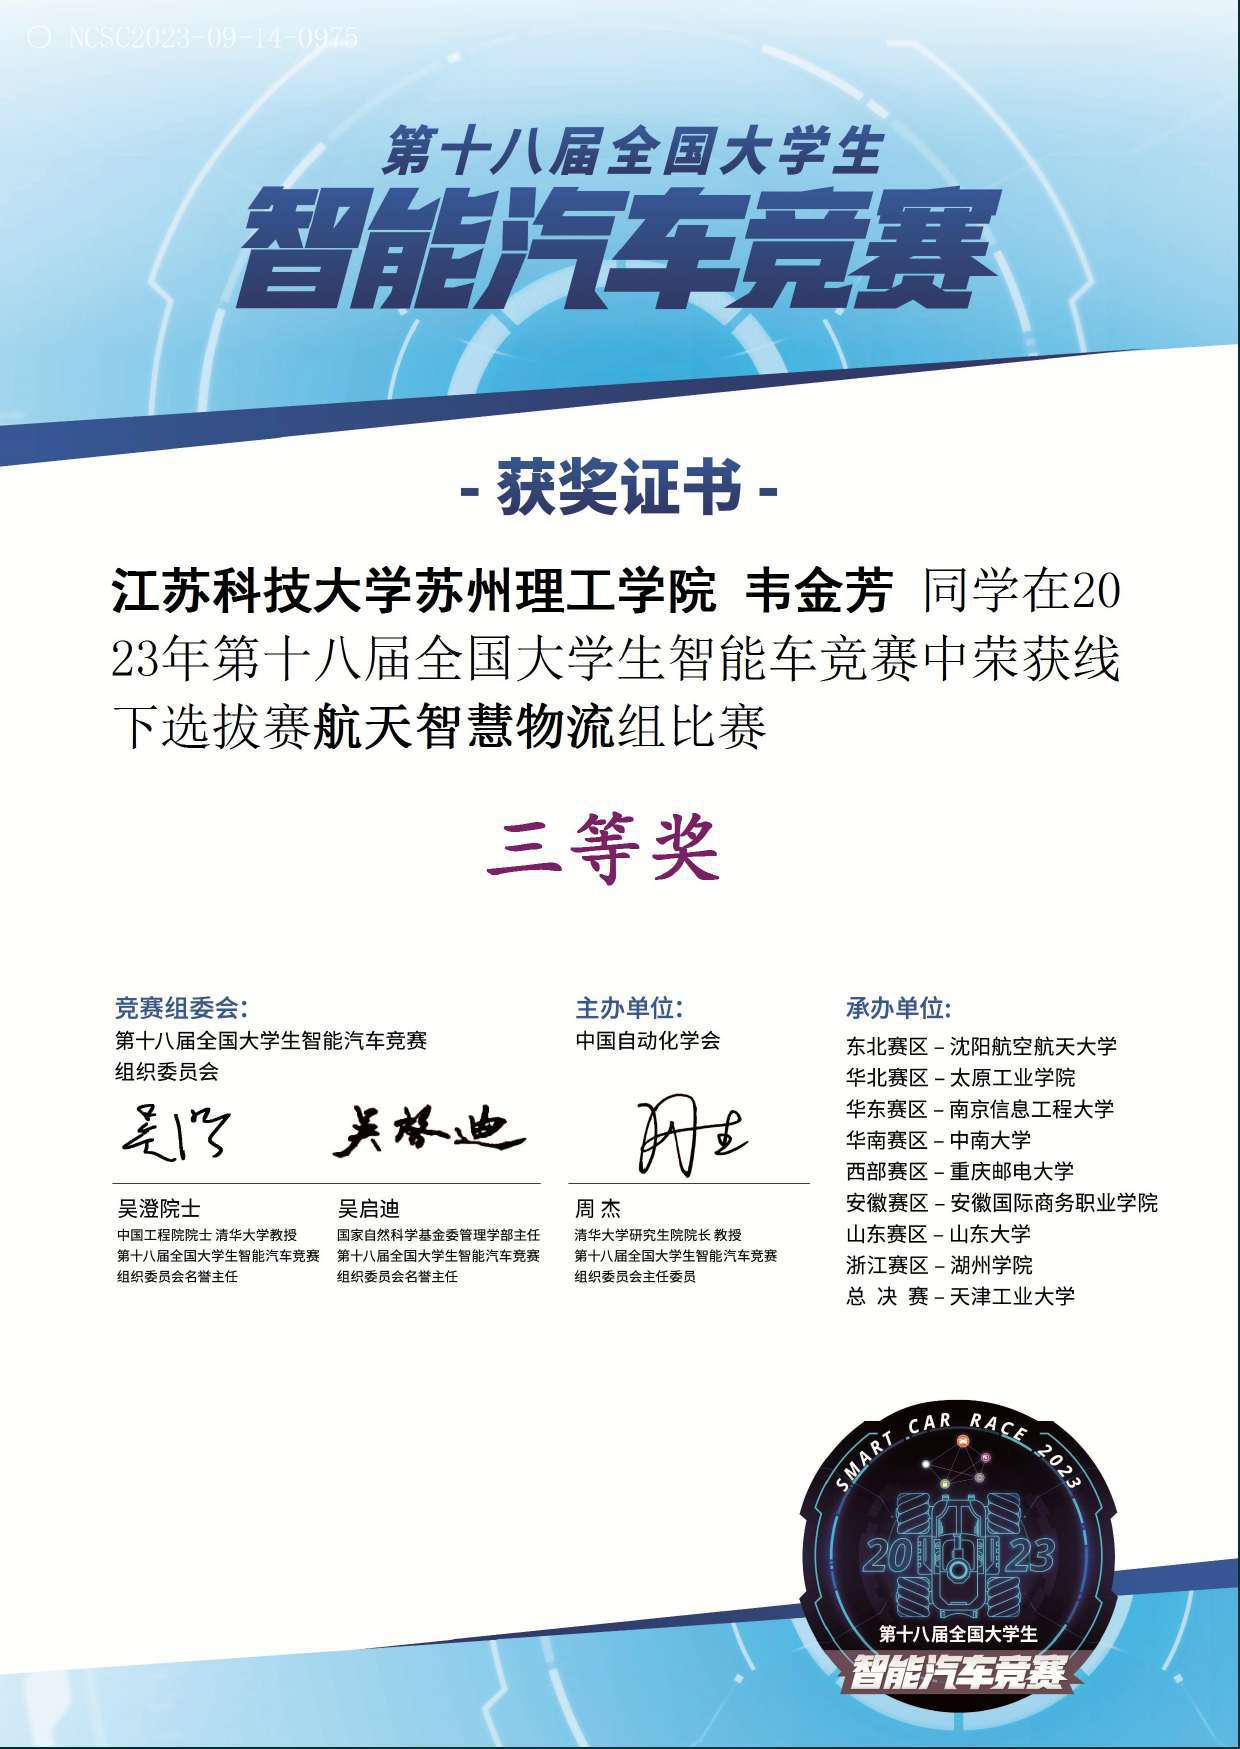 NCSC2023-09-14-0975
第十八届全国大学生
智能汽车竞赛
- 获奖证书 -
江苏科技大学苏州理工学院 韦金芳 同学在20
23年第十八届全国大学生智能车竞赛中荣获线
下选拔赛航天智慧物流组比赛
三等奖
竞赛组委会：
第十八届全国大学生智能汽车竞赛
组织委员会
吴澄院士
中国工程院院士 清华大学教授
第十八届全国大学生智能汽车竞赛
组织委员会名誉主任
吴启迪
吴启迪
国家自然科学基金委管理学部主任
第十八届全国大学生智能汽车竞赛
组织委员会名誉主任
主办单位：
中国自动化学会
周 杰
清华大学研究生院院长 教授
第十八届全国大学生智能汽车竞赛
组织委员会主任委员
承办单位：
东北赛区 – 沈阳航空航天大学
华北赛区 – 太原工业学院
华东赛区 – 南京信息工程大学
华南赛区 – 中南大学
西部赛区 – 重庆邮电大学
安徽赛区 – 安徽国际商务职业学院
山东赛区 – 山东大学
浙江赛区 – 湖州学院
总 决 赛 – 天津工业大学
SMART CAR RACE 2023
2023
第十八届全国大学生
智能汽车竞赛